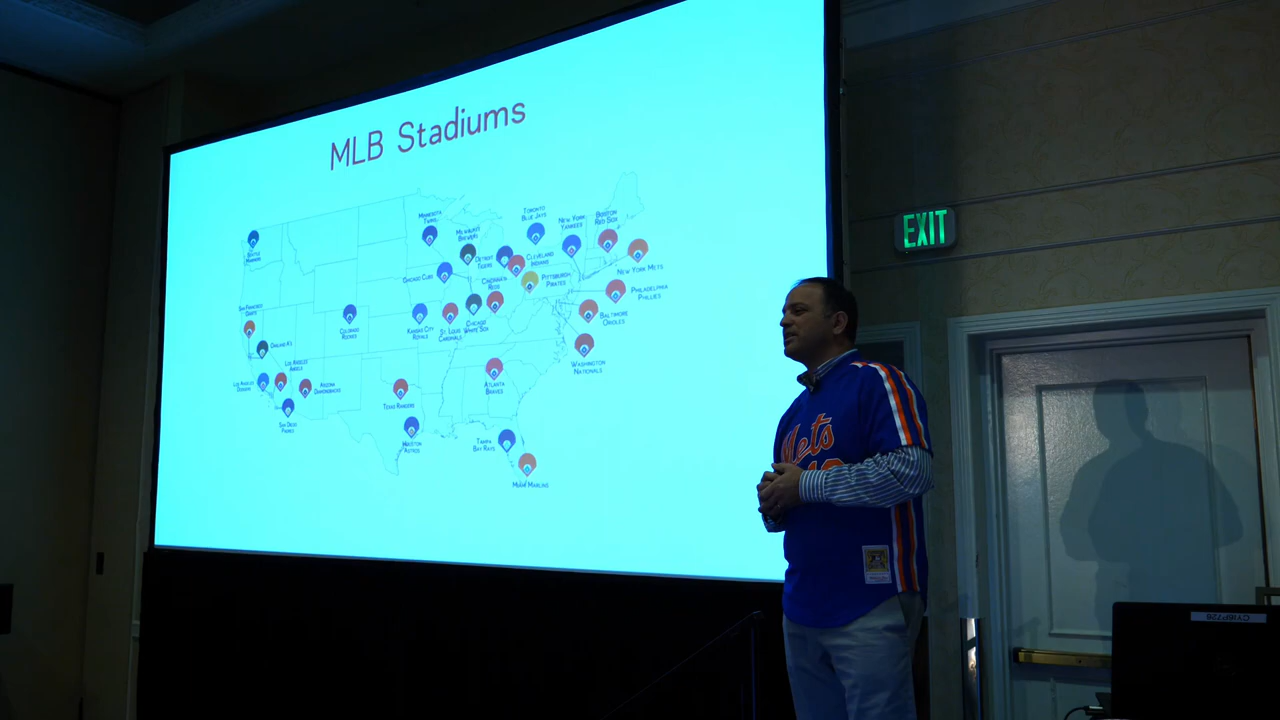 MLB Stadiums
SEATTLE
MARINERS
MINNESOTA
TWINS
MILWAUKEE
BREWERS
TORONTO
BLUE JAYS
NEW YORK
YANKEES
BOSTON
RED SOX
DETROIT
TIGERS
CLEVELAND
INDIANS
NEW YORK METS
CHICAGO CUBS
CINCINNATI
REDS
PITTSBURGH
PIRATES
PHILADELPHIA
PHILLIES
SAN FRANCISCO
GIANTS
COLORADO
ROCKIES
KANSAS CITY
ROYALS
ST. LOUIS
CARDINALS
CHICAGO
WHITE SOX
BALTIMORE
ORIOLES
OAKLAND A'S
LOS ANGELES
ANGELS
WASHINGTON
NATIONALS
LOS ANGELES
DODGERS
ARIZONA
DIAMONDBACKS
TEXAS RANGERS
ATLANTA
BRAVES
SAN DIEGO
PADRES
HOUSTON
ASTROS
TAMPA
BAY RAYS
MIAMI MARLINS
EXIT
Mets